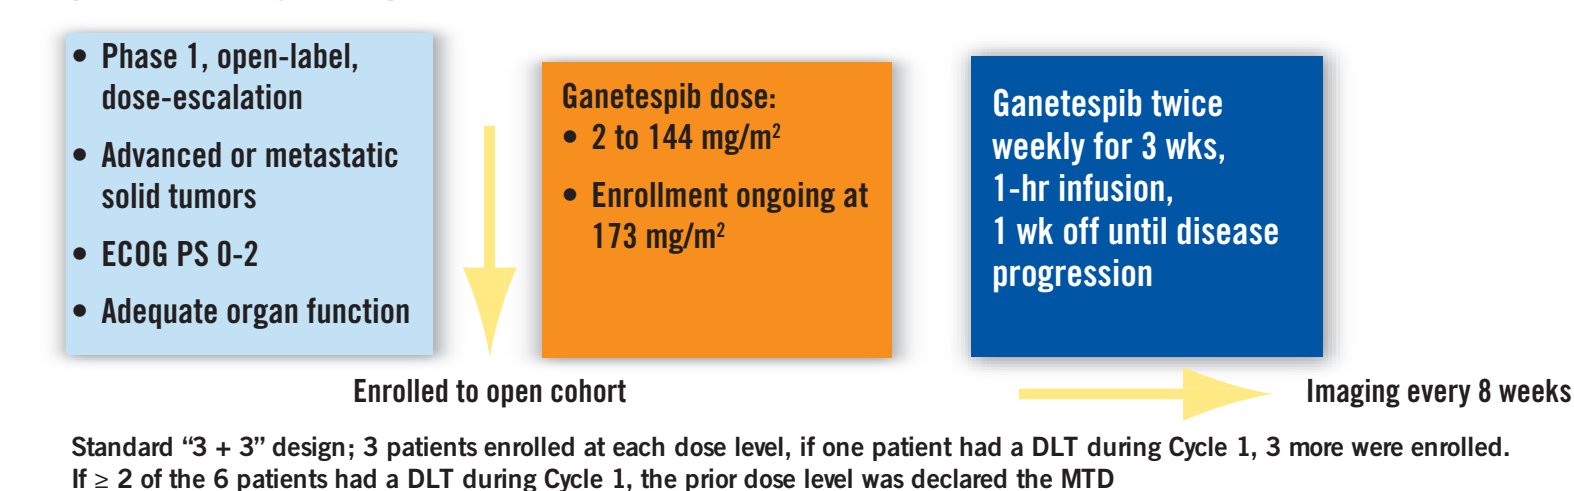 • Phase 1, open-label,
dose-escalation
• Advanced or metastatic
solid tumors
• ECOG PS 0-2
• Adequate organ function
Enrolled to open cohort
Ganetespib dose:
• 2 to 144 mg/m²
• Enrollment ongoing at
173 mg/m²
Ganetespib twice
weekly for 3 wks,
1-hr infusion,
1 wk off until disease
progression
Imaging every 8 weeks
Standard “3 + 3” design; 3 patients enrolled at each dose level, if one patient had a DLT during Cycle 1, 3 more were enrolled.
If ≥ 2 of the 6 patients had a DLT during Cycle 1, the prior dose level was declared the MTD